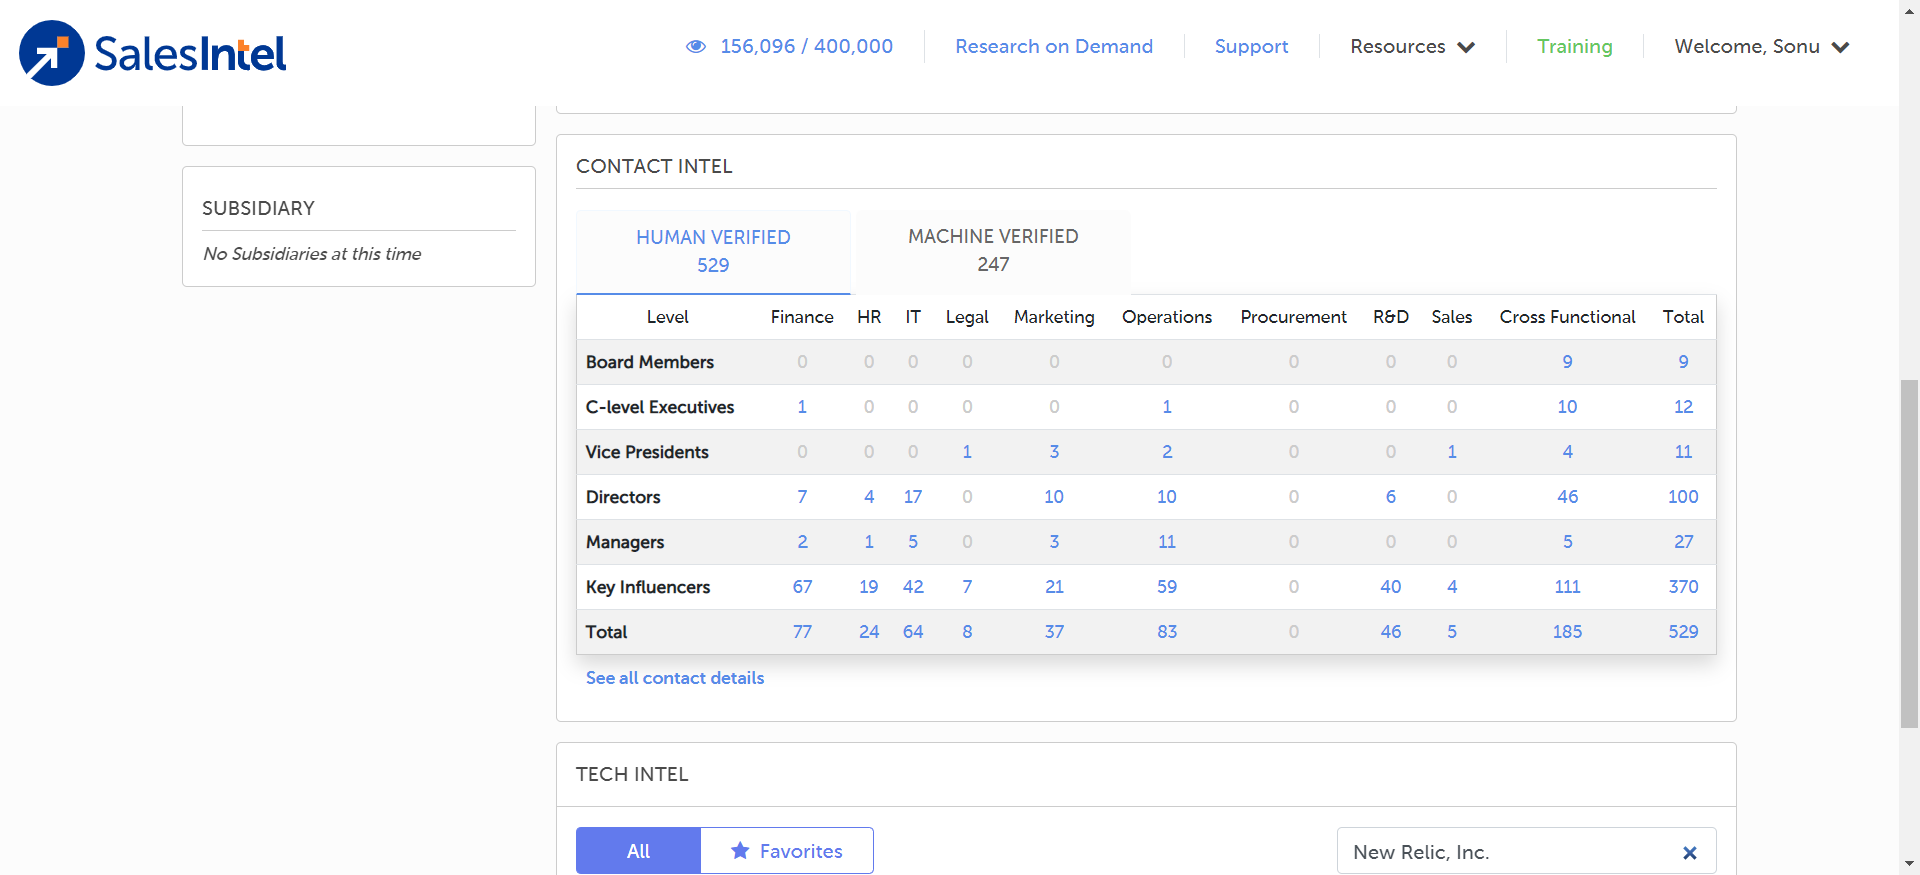 SalesIntel
156,096 / 400,000 Research on Demand Support Resources Training Welcome, Sonu
SUBSIDIARY
No Subsidiaries at this time
CONTACT INTEL
HUMAN VERIFIED MACHINE VERIFIED
529 247
Level Finance HR IT Legal Marketing Operations Procurement R&D Sales Cross Functional Total
Board Members 0 0 0 0 0 0 0 0 0 9 9
C-level Executives 1 0 0 0 0 1 0 0 0 10 12
Vice Presidents 0 0 0 1 3 2 0 0 1 4 11
Directors 7 4 17 0 10 10 0 6 0 46 100
Managers 2 1 5 0 3 11 0 0 0 5 27
Key Influencers 67 19 42 7 21 59 0 40 4 111 370
Total 77 24 64 8 37 83 0 46 5 185 529
See all contact details
TECH INTEL
All Favorites New Relic, Inc.